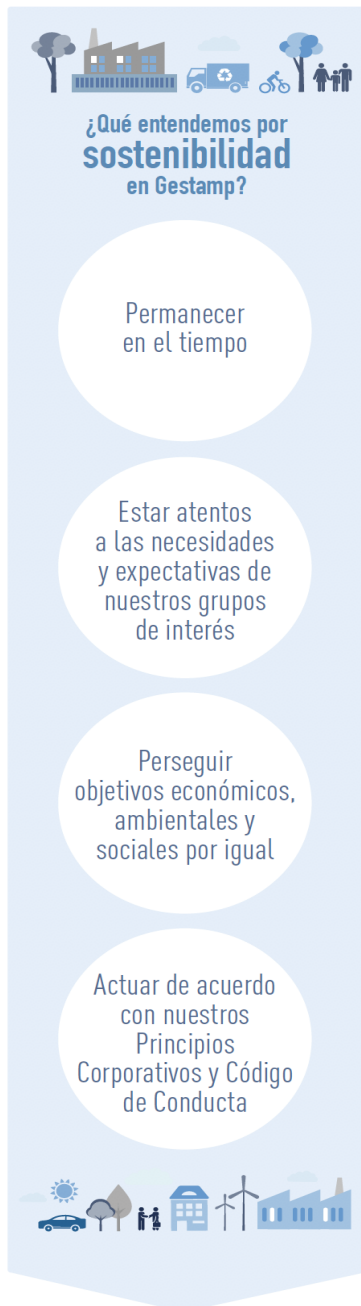 ¿Qué entendemos por
sostenibilidad
en Gestamp?
Permanecer
en el tiempo
Estar atentos
a las necesidades
y expectativas de
nuestros grupos
de interés
Perseguir
objetivos económicos,
ambientales y
sociales por igual
Actuar de acuerdo
con nuestros
Principios
Corporativos y Código
de Conducta